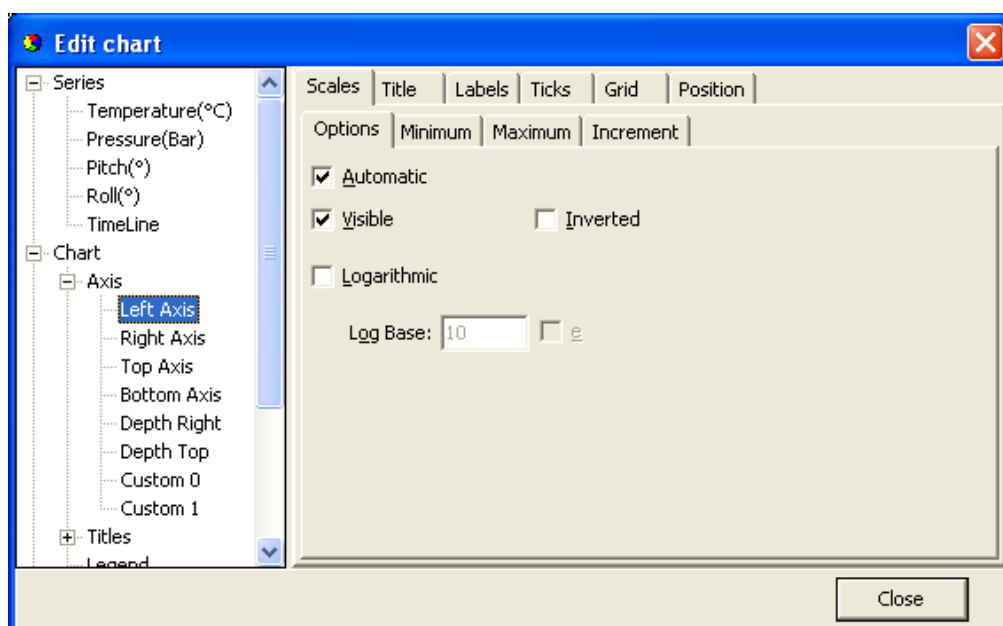 Edit chart
Series
Temperature(°C)
Pressure(Bar)
Pitch(°)
Roll(°)
TimeLine
Chart
Axis
Left Axis
Right Axis
Top Axis
Bottom Axis
Depth Right
Depth Top
Custom 0
Custom 1
Titles
Legend
Scales Title Labels Ticks Grid Position
Options Minimum Maximum Increment
Automatic
Visible Inverted
Logarithmic
Log Base: 10 e
Close